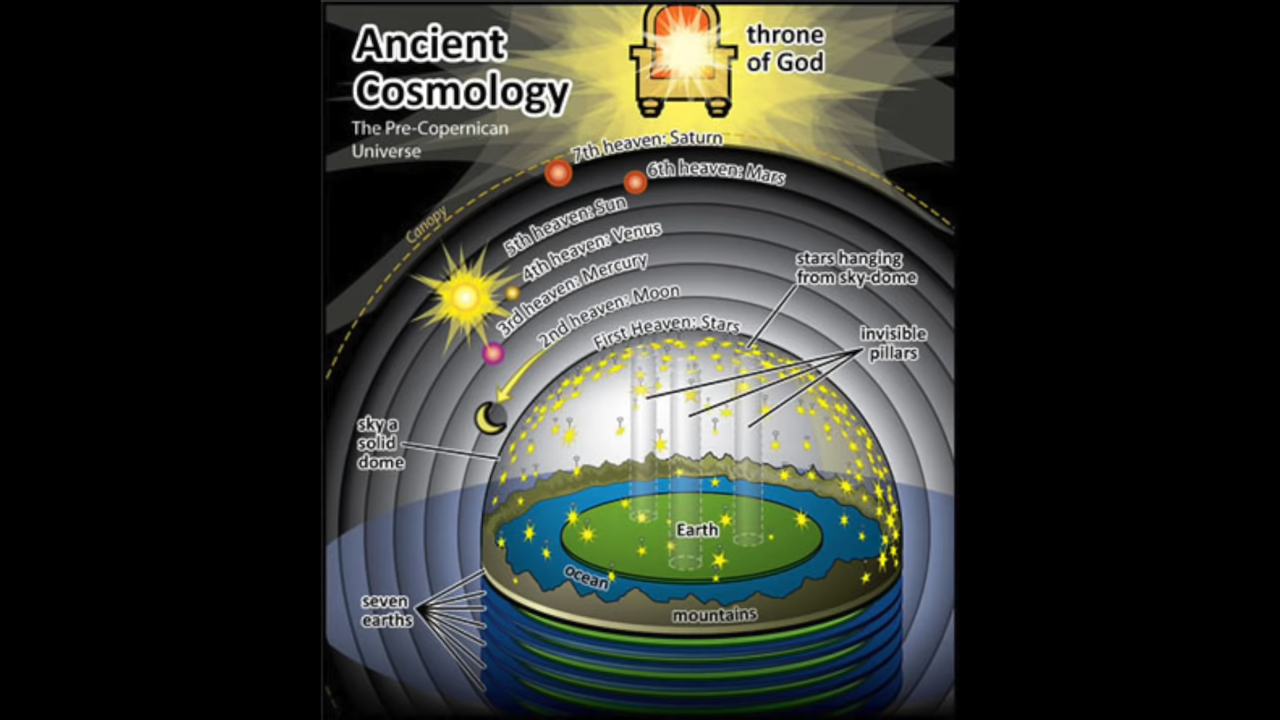 Ancient
Cosmology
The Pre-Copernican
Universe
throne
of God
7th heaven: Saturn
6th heaven: Mars
Canopy
5th heaven: Sun
4th heaven: Venus
3rd heaven: Mercury
2nd heaven: Moon
First Heaven: Stars
stars hanging
from sky-dome
invisible
pillars
sky a
solid
dome
Earth
ocean
mountains
seven
earths